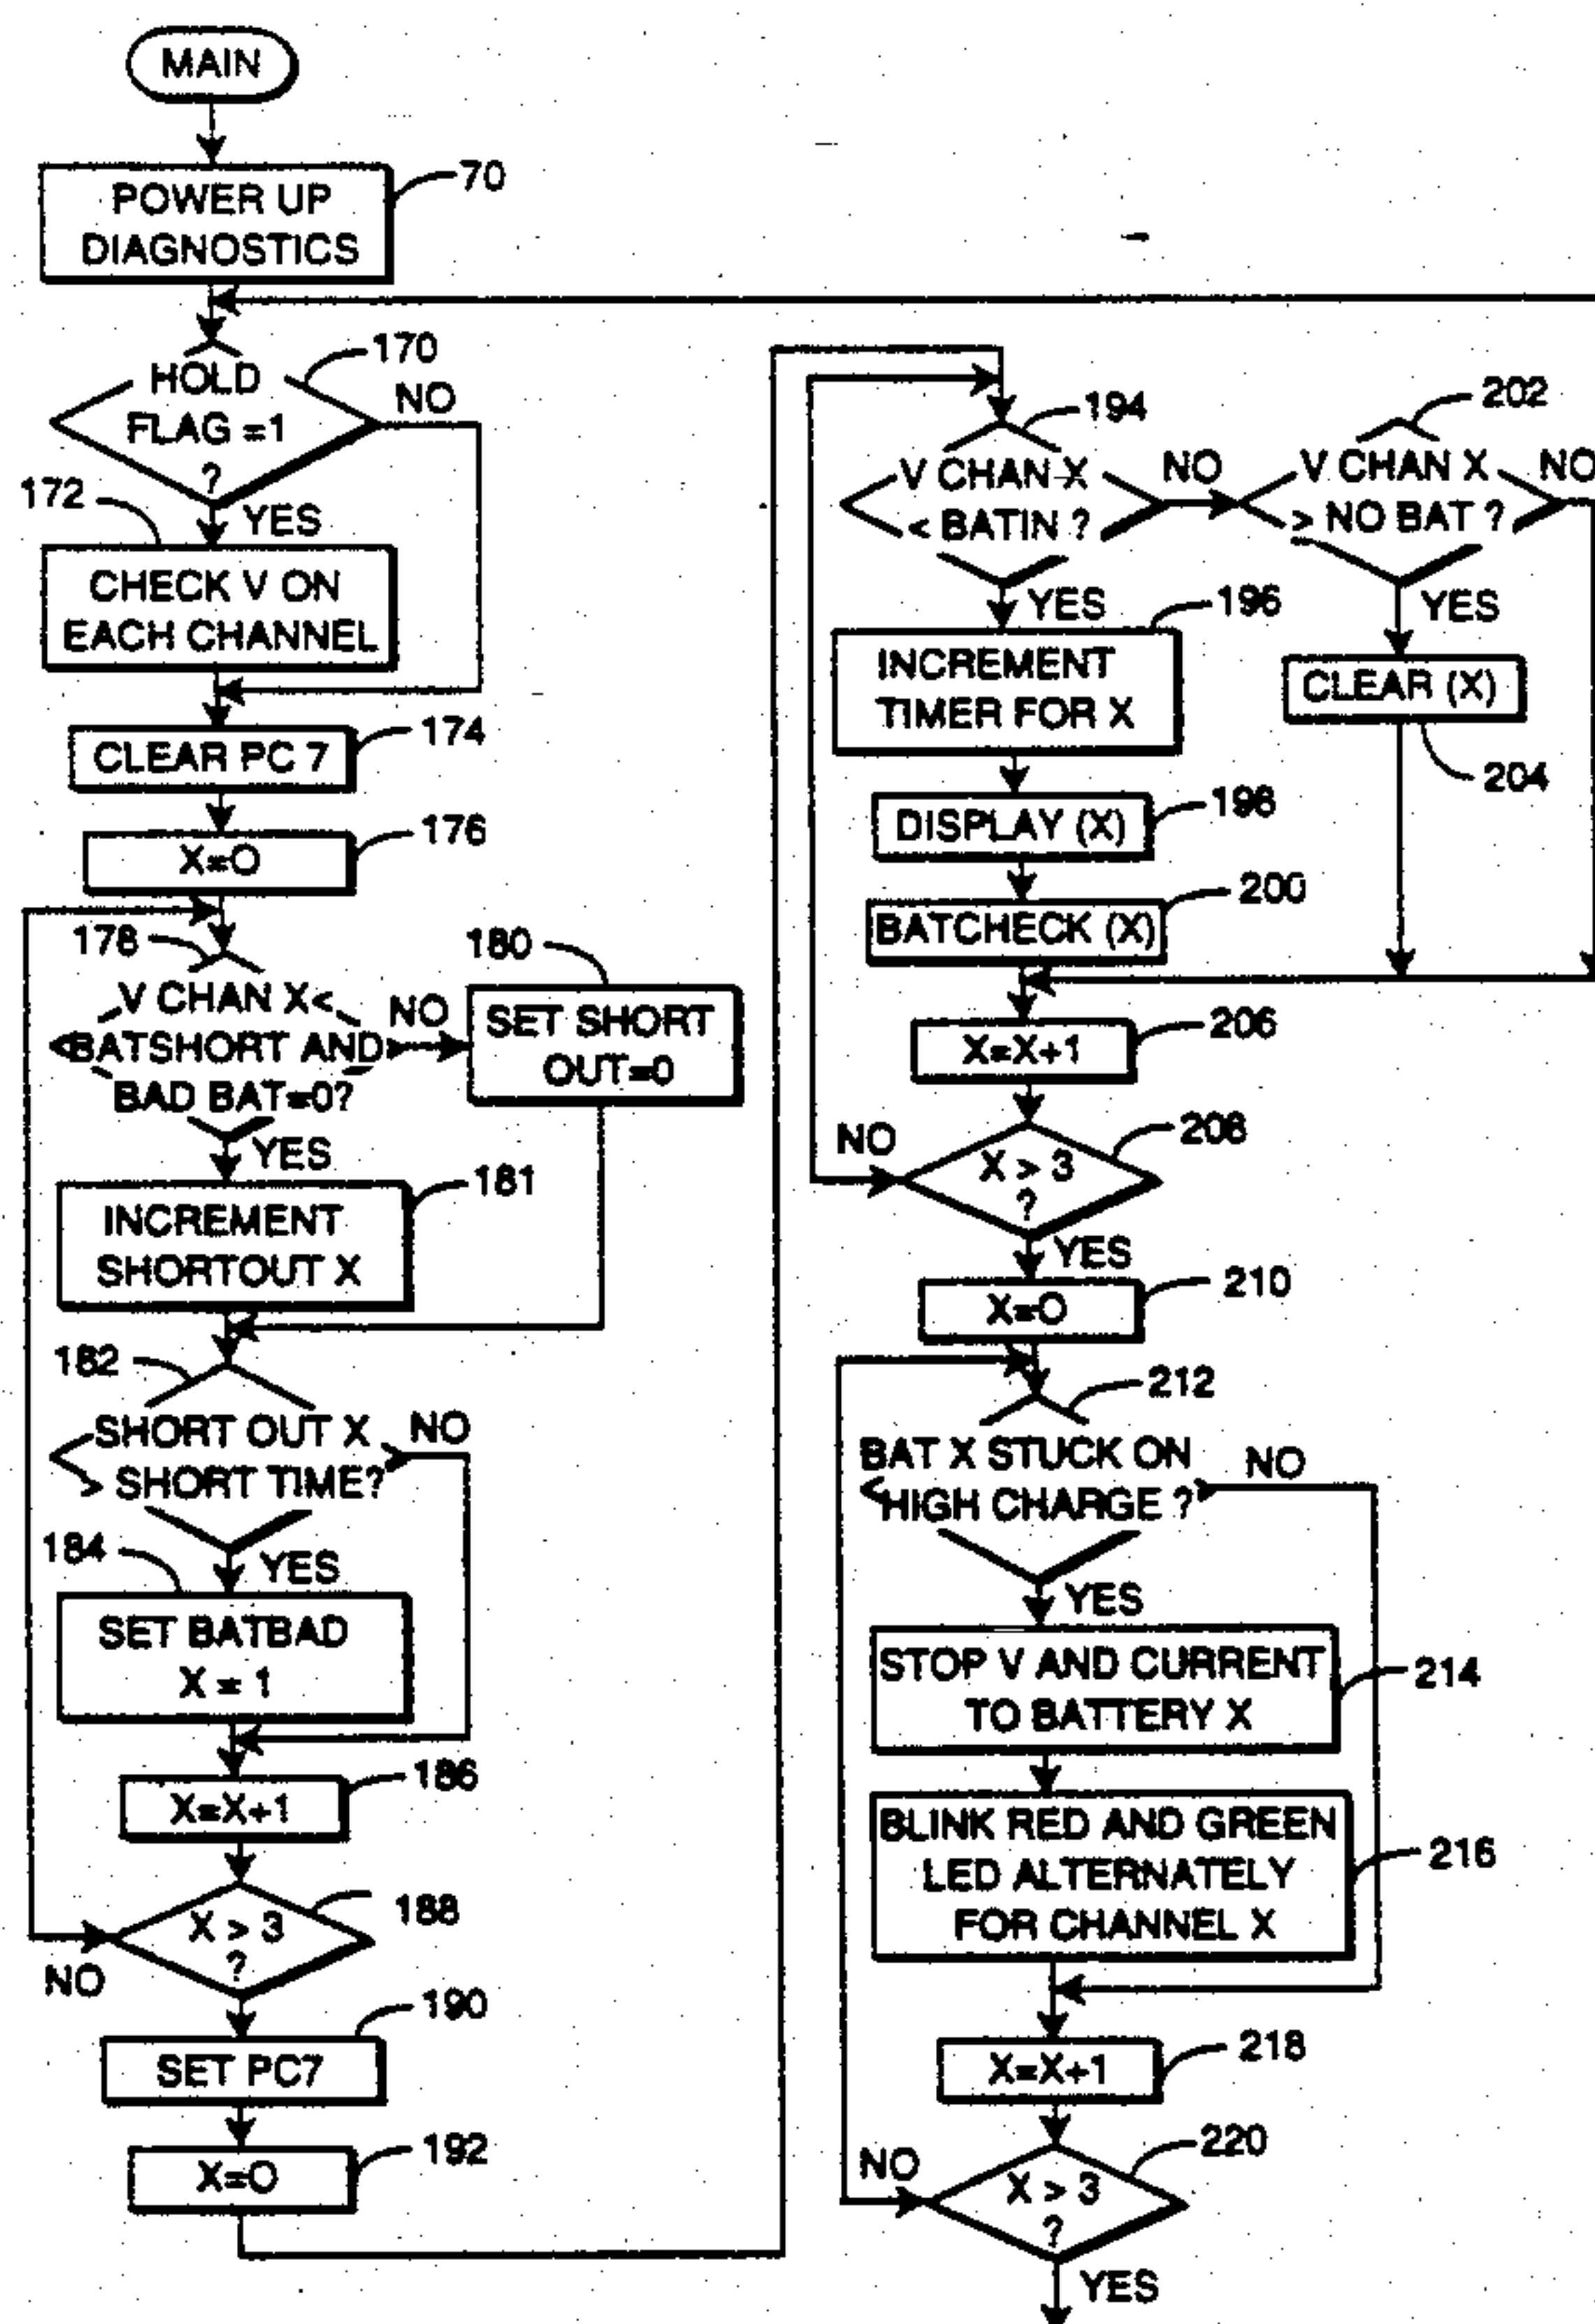 MAIN
POWER UP
DIAGNOSTICS
70
HOLD
FLAG =1
?
170
NO
YES
172
CHECK V ON
EACH CHANNEL
CLEAR PC 7
174
X=O
176
178
V CHAN X<
BATSHORT AND
BAD BAT=0?
NO
180
SET SHORT
OUT=0
YES
INCREMENT
SHORTOUT X
181
182
SHORT OUT X
> SHORT TIME?
NO
184
YES
SET BATBAD
X = 1
X=X+1
186
X > 3
?
188
NO
190
SET PC7
X=O
192
194
V CHAN X
< BATIN ?
NO
202
V CHAN X
> NO BAT ?
NO
YES
196
INCREMENT
TIMER FOR X
YES
CLEAR (X)
204
DISPLAY (X)
198
BATCHECK (X)
200
X=X+1
206
NO
X > 3
?
208
YES
X=O
210
212
BAT X STUCK ON
HIGH CHARGE ?
NO
YES
STOP V AND CURRENT
TO BATTERY X
214
BLINK RED AND GREEN
LED ALTERNATELY
FOR CHANNEL X
216
X=X+1
218
NO
X > 3
?
220
YES